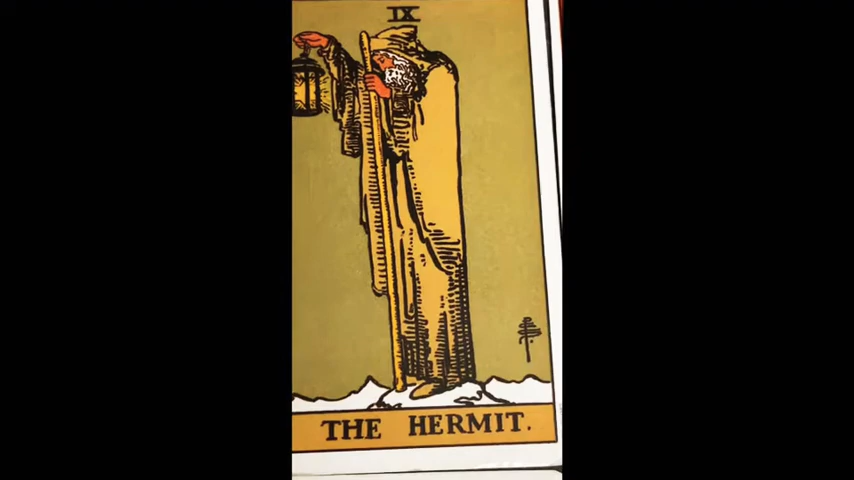 IX
THE HERMIT.